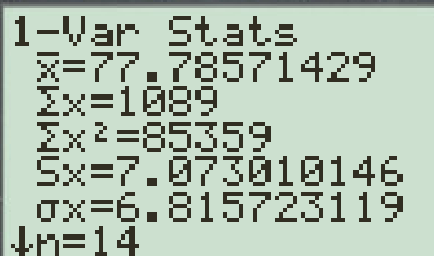 1-Var Stats
x̄=77.78571429
Σx=1089
Σx²=85359
Sx=7.073010146
σx=6.815723119
↓n=14